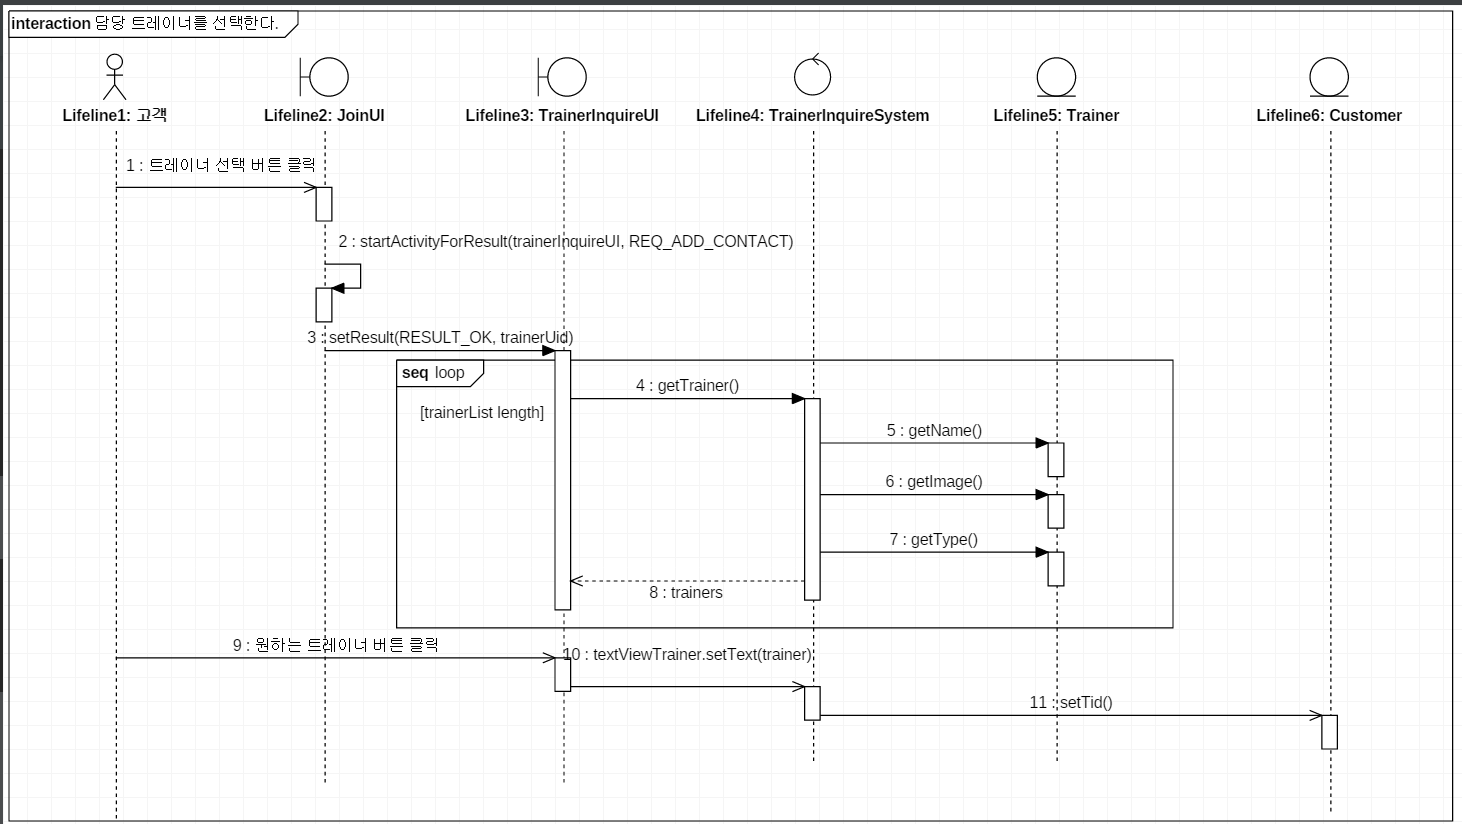 interaction 담당 트레이너를 선택한다.
Lifeline1: 고객
Lifeline2: JoinUI
Lifeline3: TrainerInquireUI
Lifeline4: TrainerInquireSystem
Lifeline5: Trainer
Lifeline6: Customer
1 : 트레이너 선택 버튼 클릭
2 : startActivityForResult(trainerInquireUI, REQ_ADD_CONTACT)
3 : setResult(RESULT_OK, trainerUid)
seq loop
4 : getTrainer()
[trainerList length]
5 : getName()
6 : getImage()
7 : getType()
8 : trainers
9 : 원하는 트레이너 버튼 클릭
10 : textViewTrainer.setText(trainer)
11 : setTid()